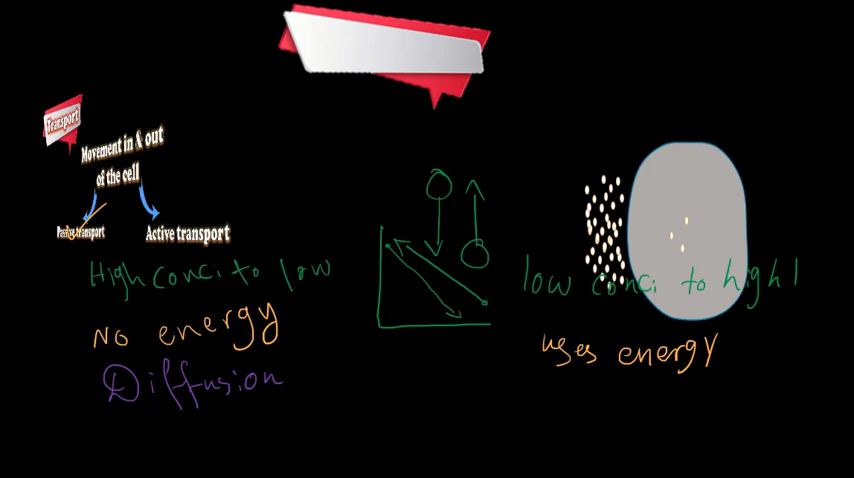 Transport
Movement in & out
of the cell
Passive transport
Active transport
High conci to low
No energy
Diffusion
low conci to high
uses energy